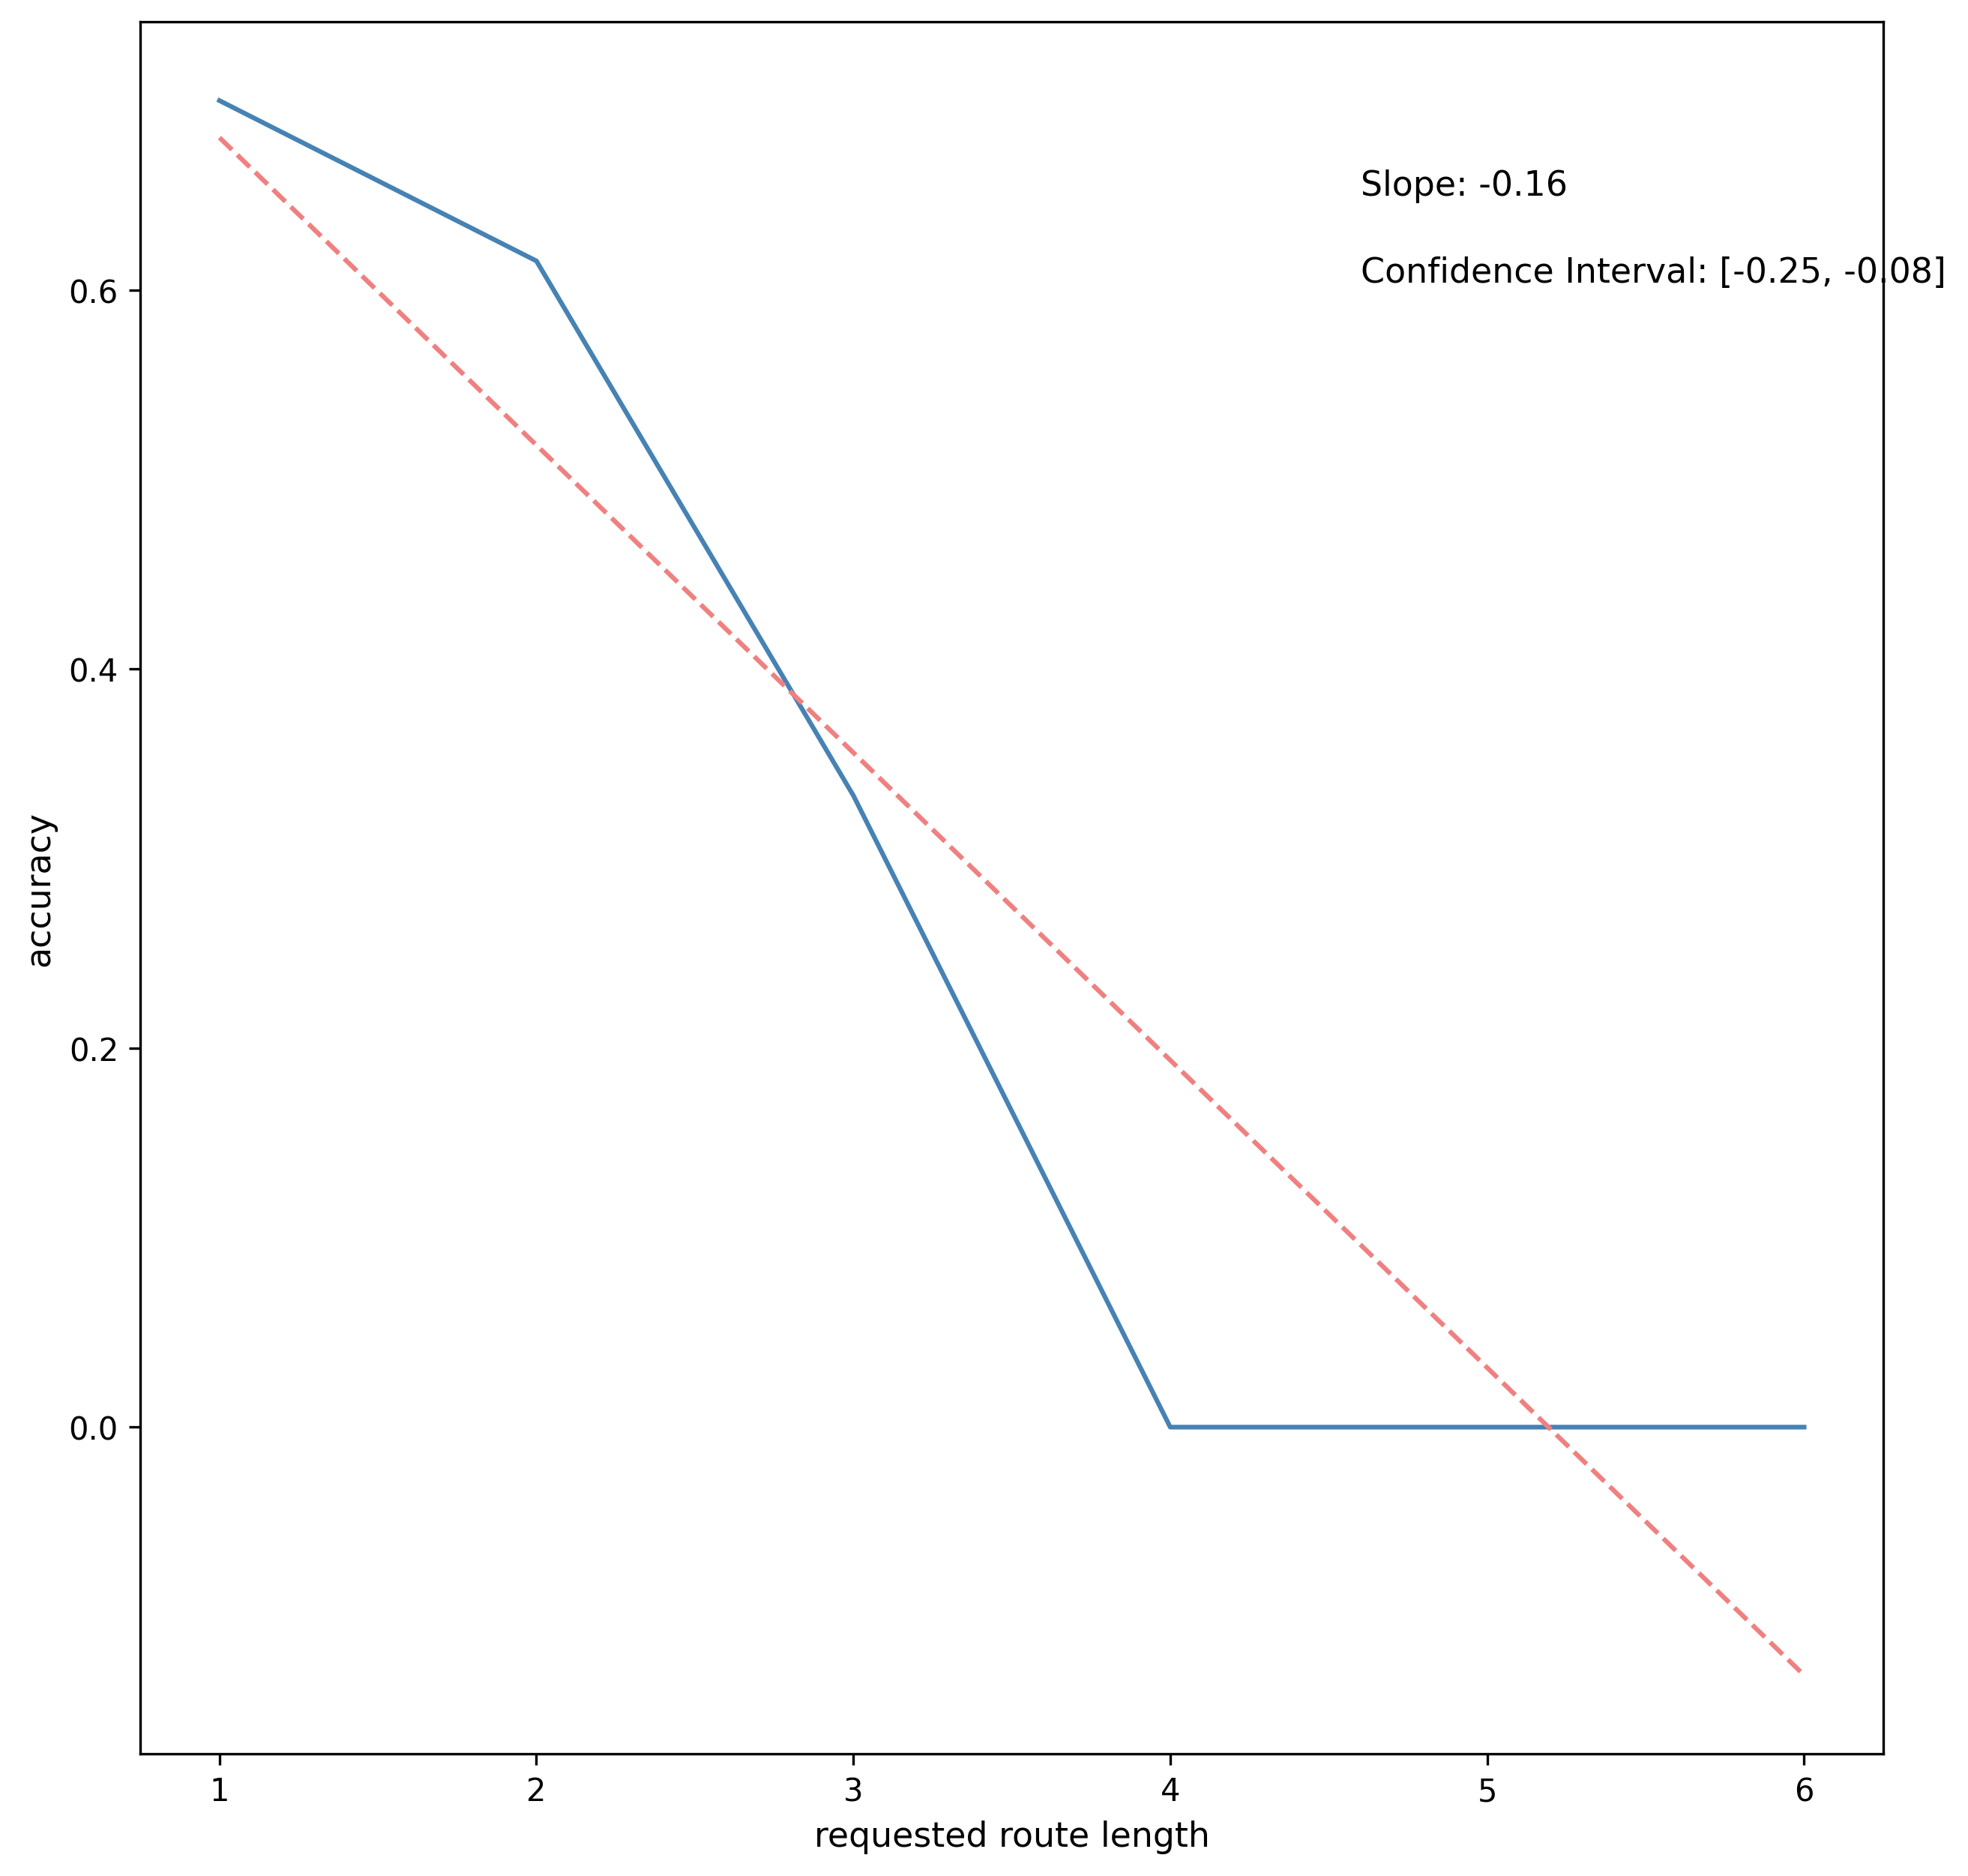 Slope: -0.16
Confidence Interval: [-0.25, -0.08]
0.6
0.4
0.2
0.0
accuracy
1 2 3 4 5 6
requested route length